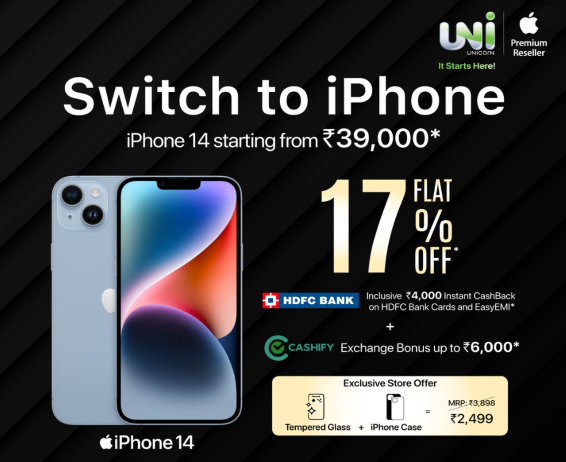 UNi
UNICORN
It Starts Here!
Premium
Reseller
Switch to iPhone
iPhone 14 starting from ₹39,000*
17 FLAT
%
OFF*
HDFC BANK
Inclusive ₹4,000 Instant CashBack
on HDFC Bank Cards and EasyEMI*
+
CASHIFY Exchange Bonus up to ₹6,000*
Exclusive Store Offer
Tempered Glass + iPhone Case
=
MRP: ₹3,898
₹2,499
iPhone 14